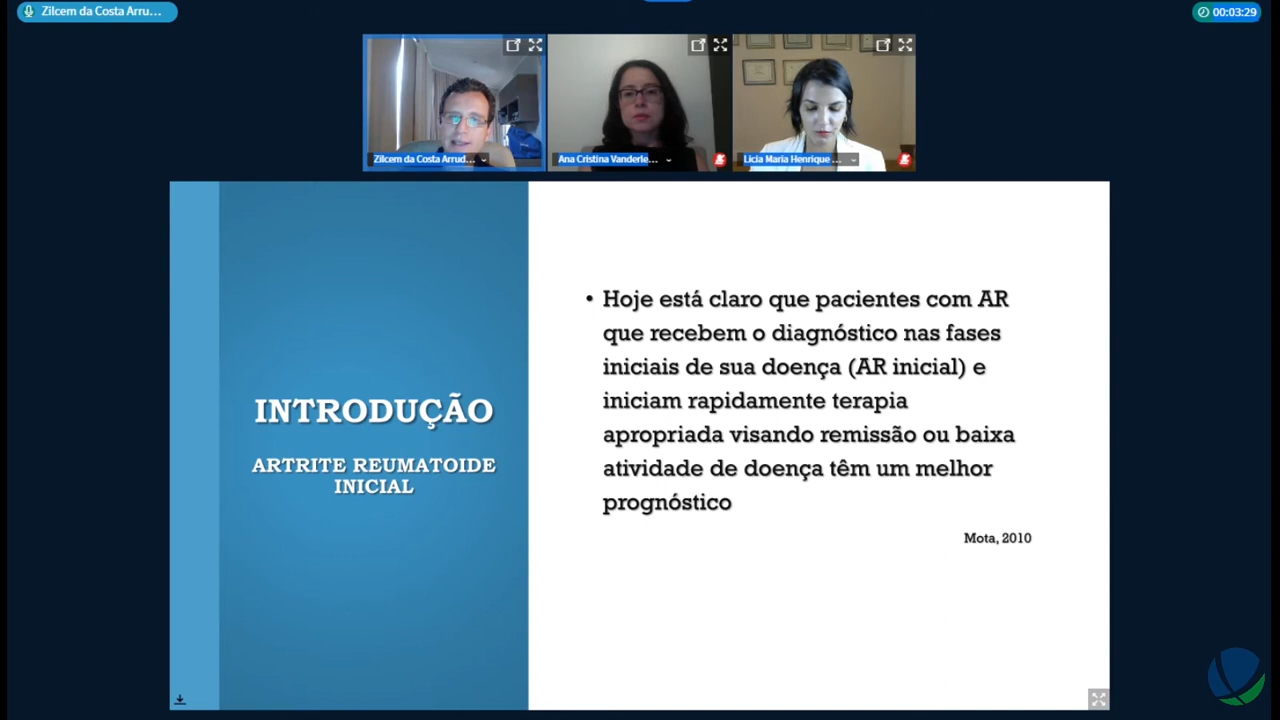 Zilcem da Costa Arru...
00:03:29
Zilcem da Costa Arrud...
Ana Cristina Vanderle...
Licia Maria Henrique ...
INTRODUÇÃO
ARTRITE REUMATOIDE
INICIAL
• Hoje está claro que pacientes com AR
que recebem o diagnóstico nas fases
iniciais de sua doença (AR inicial) e
iniciam rapidamente terapia
apropriada visando remissão ou baixa
atividade de doença têm um melhor
prognóstico
Mota, 2010